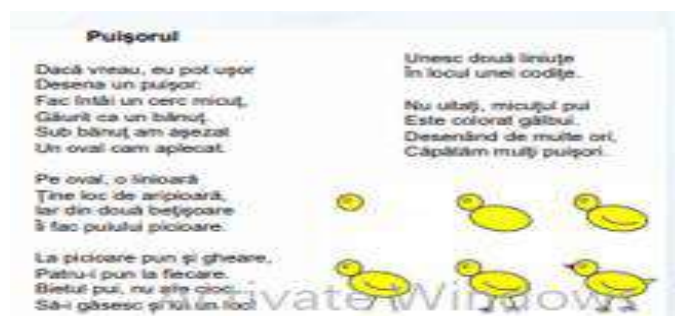 Puișorul
Dacă vreau, eu pot ușor
Desena un puișor:
Fac întâi un cerc micuț,
Găurit ca un bănuț.
Sub bănuț am așezat
Un oval cam aplecat.
Pe oval, o linioară
Ține loc de aripioară,
Iar din două bețișoare
Îi fac puiului picioare.
La picioare pun și gheare,
Patru-i pun la fiecare.
Bietul pui, nu are cioc,
Să-i găsesc și lui un loc!
Unesc două liniuțe
În locul unei codițe.
Nu uitați, micuțul pui
Este colorat gălbui.
Desenând de multe ori,
Căpătăm mulți puișori.
Activate Windows